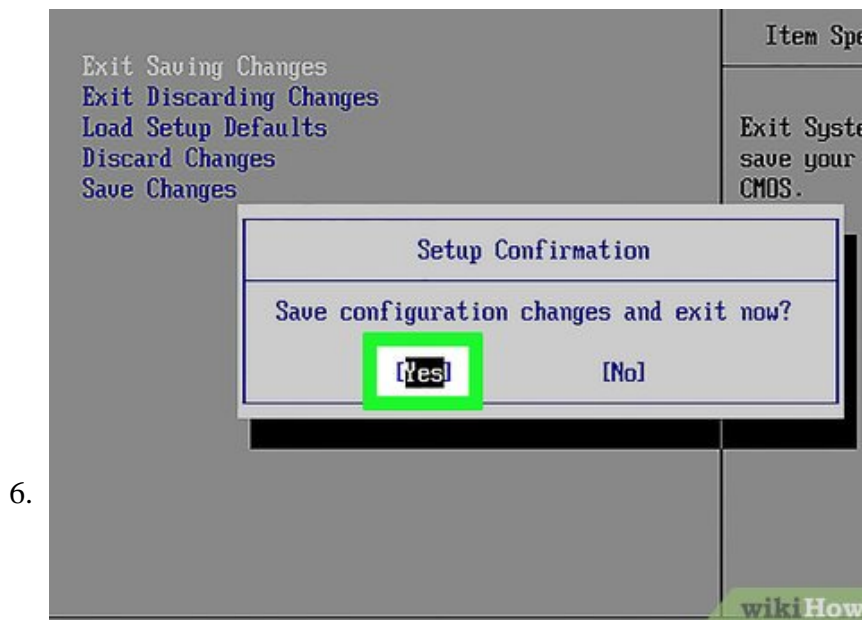 Item Spe
Exit Saving Changes
Exit Discarding Changes
Load Setup Defaults
Discard Changes
Save Changes
Exit Syste
save your
CMOS.
Setup Confirmation
Save configuration changes and exit now?
[Yes] [No]
6.
wikiHow